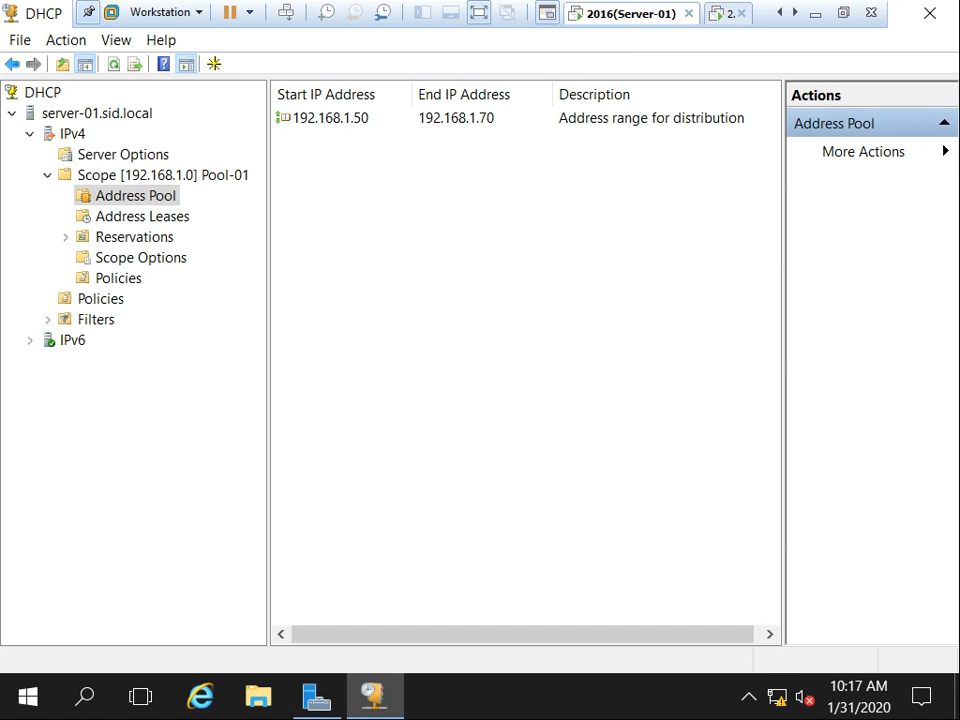 DHCP
Workstation
2016(Server-01)
2.
File Action View Help
DHCP
server-01.sid.local
IPv4
Server Options
Scope [192.168.1.0] Pool-01
Address Pool
Address Leases
Reservations
Scope Options
Policies
Policies
Filters
IPv6
Start IP Address End IP Address Description
192.168.1.50 192.168.1.70 Address range for distribution
Actions
Address Pool
More Actions
10:17 AM
1/31/2020